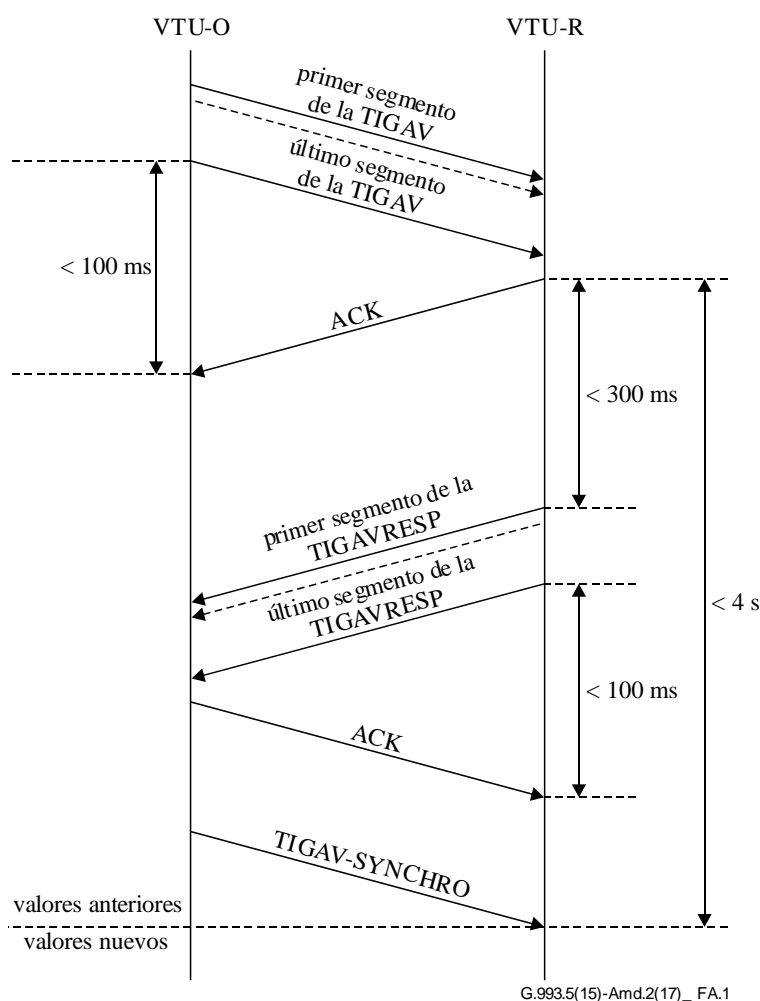 VTU-O
VTU-R
primer segmento
de la TIGAV
último segmento
de la TIGAV
< 100 ms
ACK
< 300 ms
primer segmento de la
TIGAVRESP
último segmento de la
TIGAVRESP
< 4 s
< 100 ms
ACK
TIGAV-SYNCHRO
valores anteriores
valores nuevos
G.993.5(15)-Amd.2(17)_ FA.1